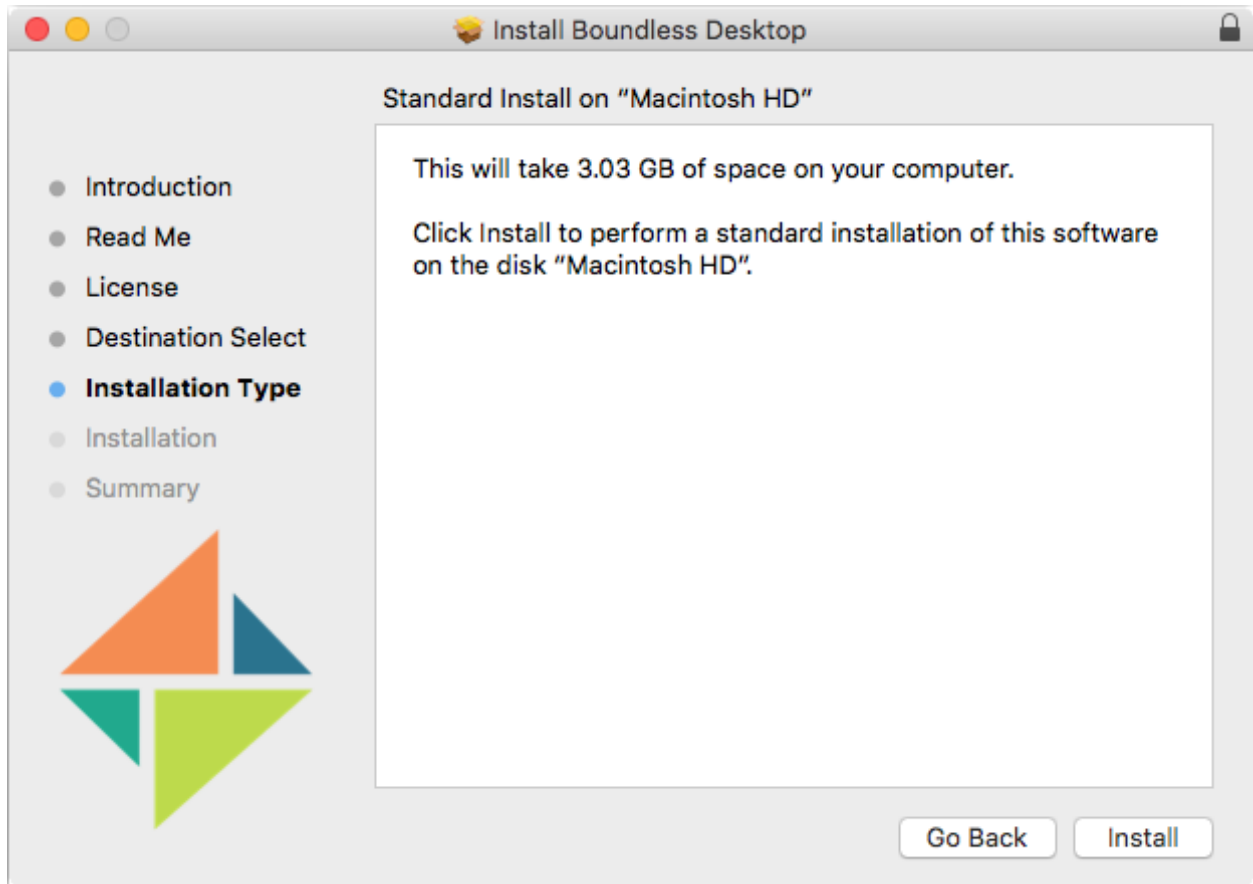 Install Boundless Desktop
Standard Install on “Macintosh HD”
Introduction
Read Me
License
Destination Select
Installation Type
Installation
Summary
This will take 3.03 GB of space on your computer.
Click Install to perform a standard installation of this software
on the disk “Macintosh HD”.
Go Back
Install